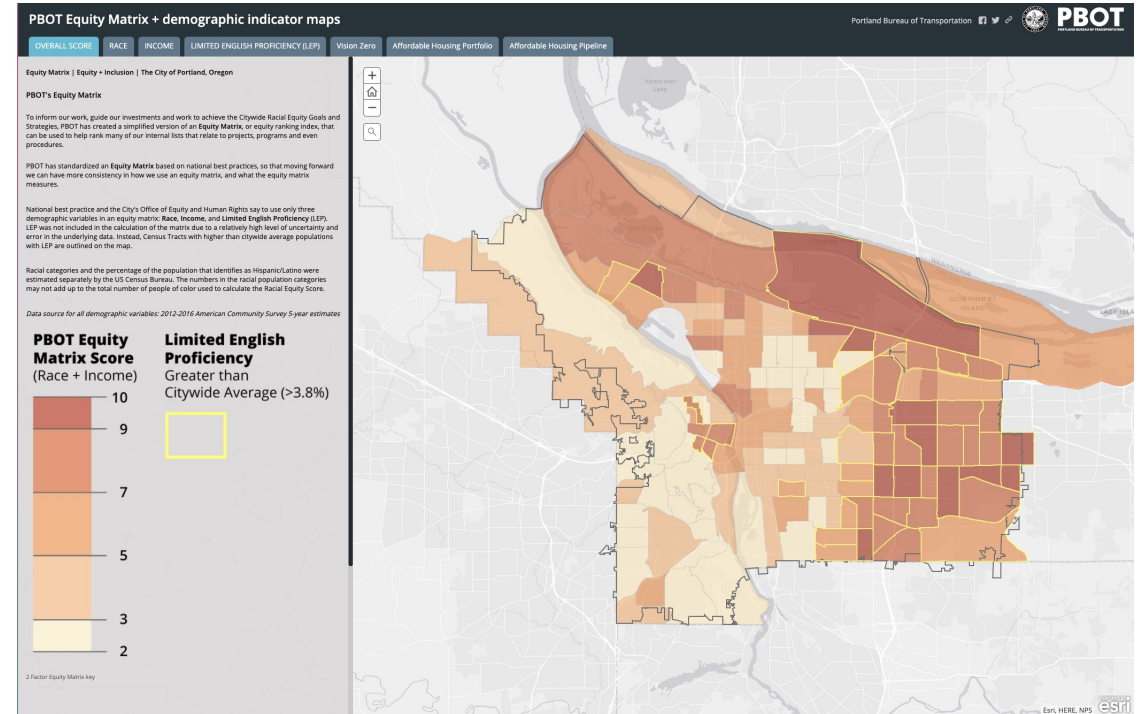 PBOT Equity Matrix + demographic indicator maps
Portland Bureau of Transportation
PBOT
PORTLAND BUREAU OF TRANSPORTATION
OVERALL SCORE
RACE
INCOME
LIMITED ENGLISH PROFICIENCY (LEP)
Vision Zero
Affordable Housing Portfolio
Affordable Housing Pipeline
Equity Matrix | Equity + Inclusion | The City of Portland, Oregon
PBOT's Equity Matrix
To inform our work, guide our investments and work to achieve the Citywide Racial Equity Goals and
Strategies, PBOT has created a simplified version of an Equity Matrix, or equity ranking index, that
can be used to help rank many of our internal lists that relate to projects, programs and even
procedures.
PBOT has standardized an Equity Matrix based on national best practices, so that moving forward
we can have more consistency in how we use an equity matrix, and what the equity matrix
measures.
National best practice and the City's Office of Equity and Human Rights say to use only three
demographic variables in an equity matrix: Race, Income, and Limited English Proficiency (LEP).
LEP was not included in the calculation of the matrix due to a relatively high level of uncertainty and
error in the underlying data. Instead, Census Tracts with higher than citywide average populations
with LEP are outlined on the map.
Racial categories and the percentage of the population that identifies as Hispanic/Latino were
estimated separately by the US Census Bureau. The numbers in the racial population categories
may not add up to the total number of people of color used to calculate the Racial Equity Score.
Data source for all demographic variables: 2012-2016 American Community Survey 5-year estimates
PBOT Equity
Matrix Score
(Race + Income)
10
9
7
5
3
2
Limited English
Proficiency
Greater than
Citywide Average (>3.8%)
2 Factor Equity Matrix key
+
−
Vancouver
Lake
WASHINGTON
GOVERNMENT
ISLAND
Esri, HERE, NPS
esri